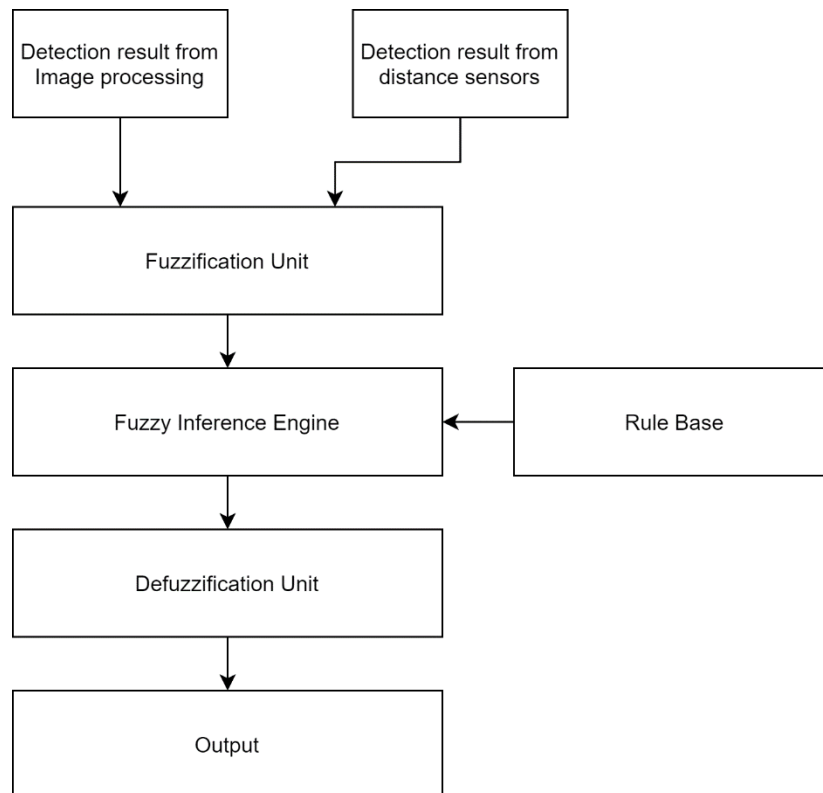 Detection result from
Image processing
Detection result from
distance sensors
Fuzzification Unit
Fuzzy Inference Engine
Rule Base
Defuzzification Unit
Output